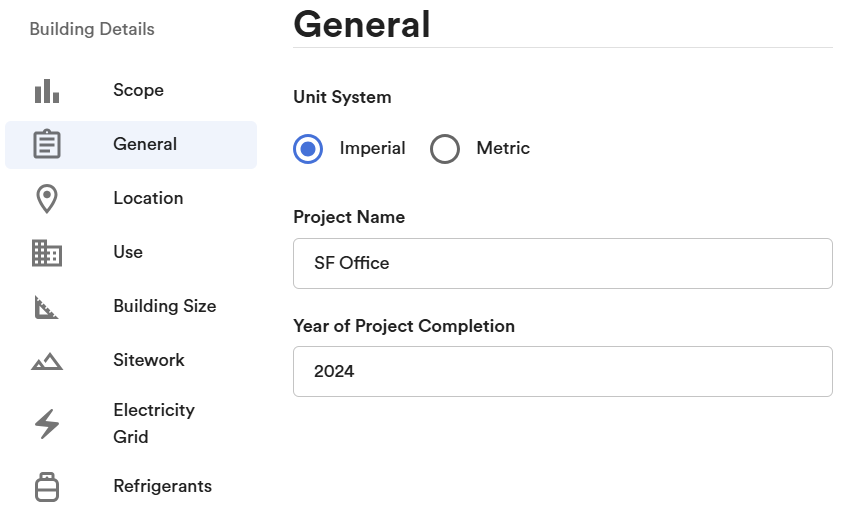 Building Details
Scope
General
Location
Use
Building Size
Sitework
Electricity
Grid
Refrigerants
General
Unit System
Imperial Metric
Project Name
SF Office
Year of Project Completion
2024